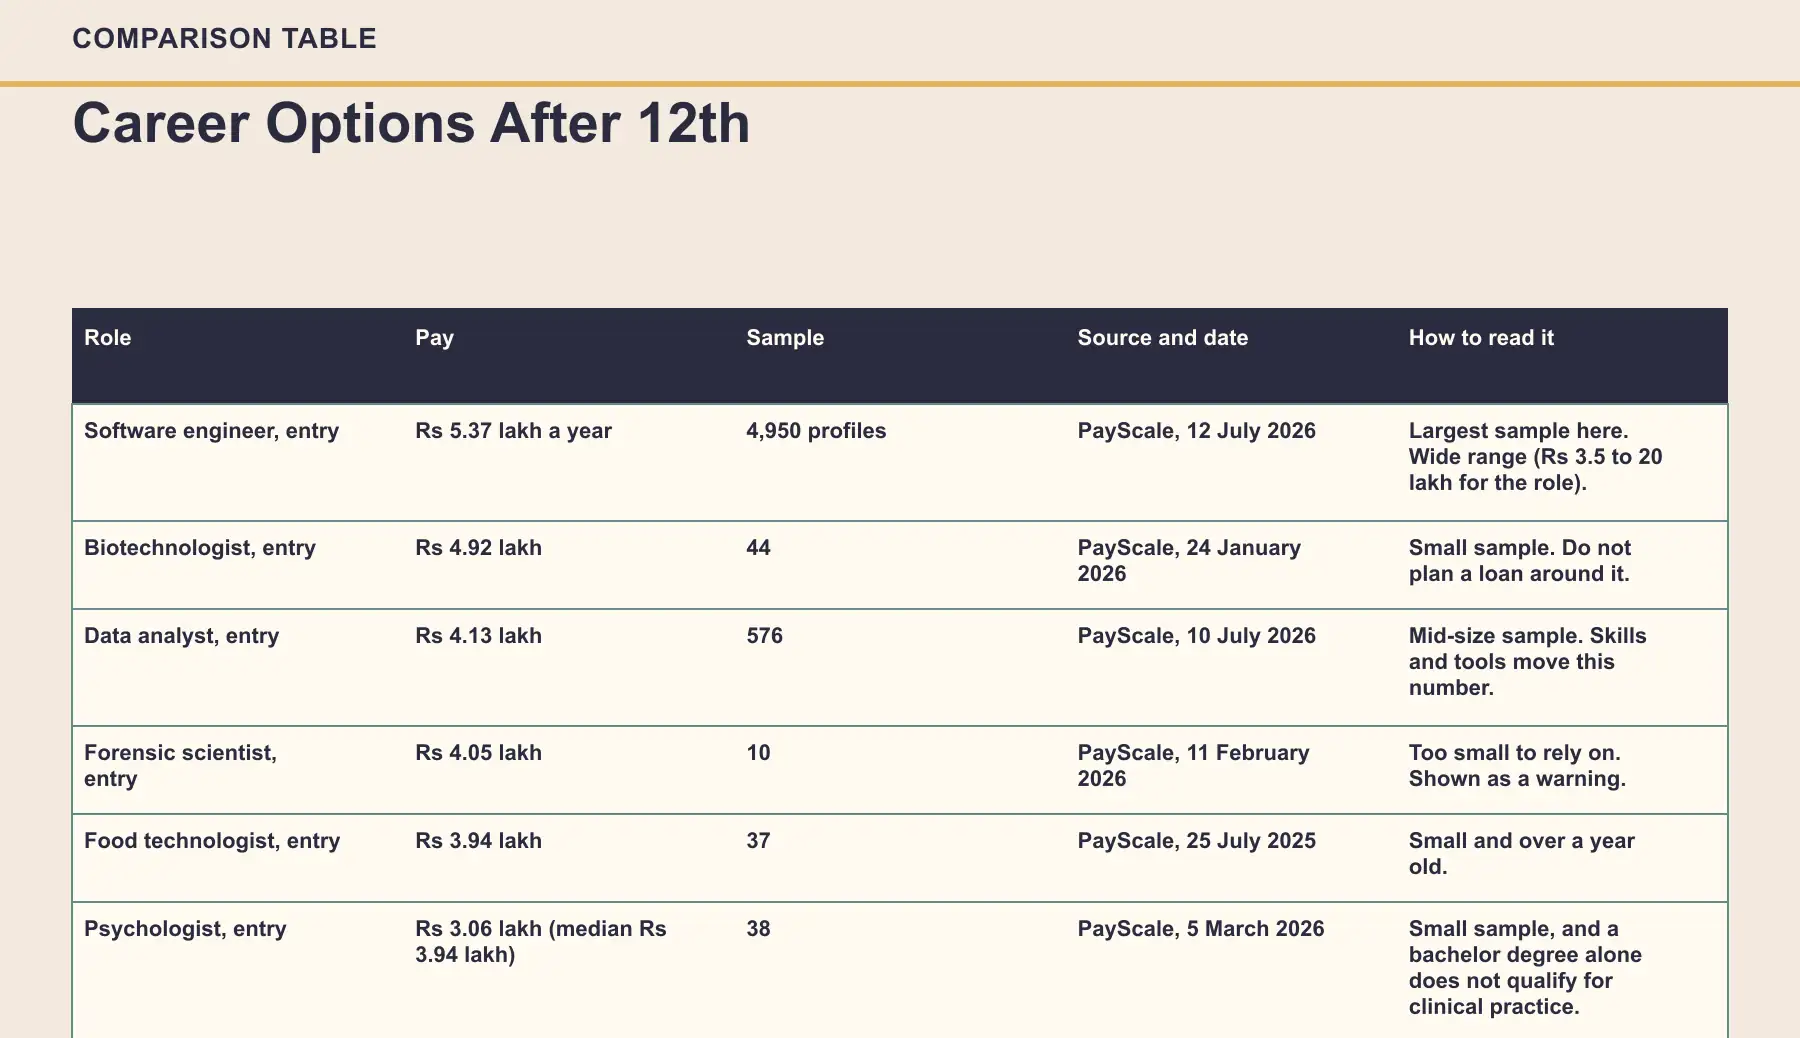 COMPARISON TABLE
Career Options After 12th
Role Pay Sample Source and date How to read it
Software engineer, entry Rs 5.37 lakh a year 4,950 profiles PayScale, 12 July 2026 Largest sample here.
Wide range (Rs 3.5 to 20
lakh for the role).
Biotechnologist, entry Rs 4.92 lakh 44 PayScale, 24 January Small sample. Do not
2026 plan a loan around it.
Data analyst, entry Rs 4.13 lakh 576 PayScale, 10 July 2026 Mid-size sample. Skills
and tools move this
number.
Forensic scientist, Rs 4.05 lakh 10 PayScale, 11 February Too small to rely on.
entry 2026 Shown as a warning.
Food technologist, entry Rs 3.94 lakh 37 PayScale, 25 July 2025 Small and over a year
old.
Psychologist, entry Rs 3.06 lakh (median Rs 38 PayScale, 5 March 2026 Small sample, and a
3.94 lakh) bachelor degree alone
does not qualify for
clinical practice.